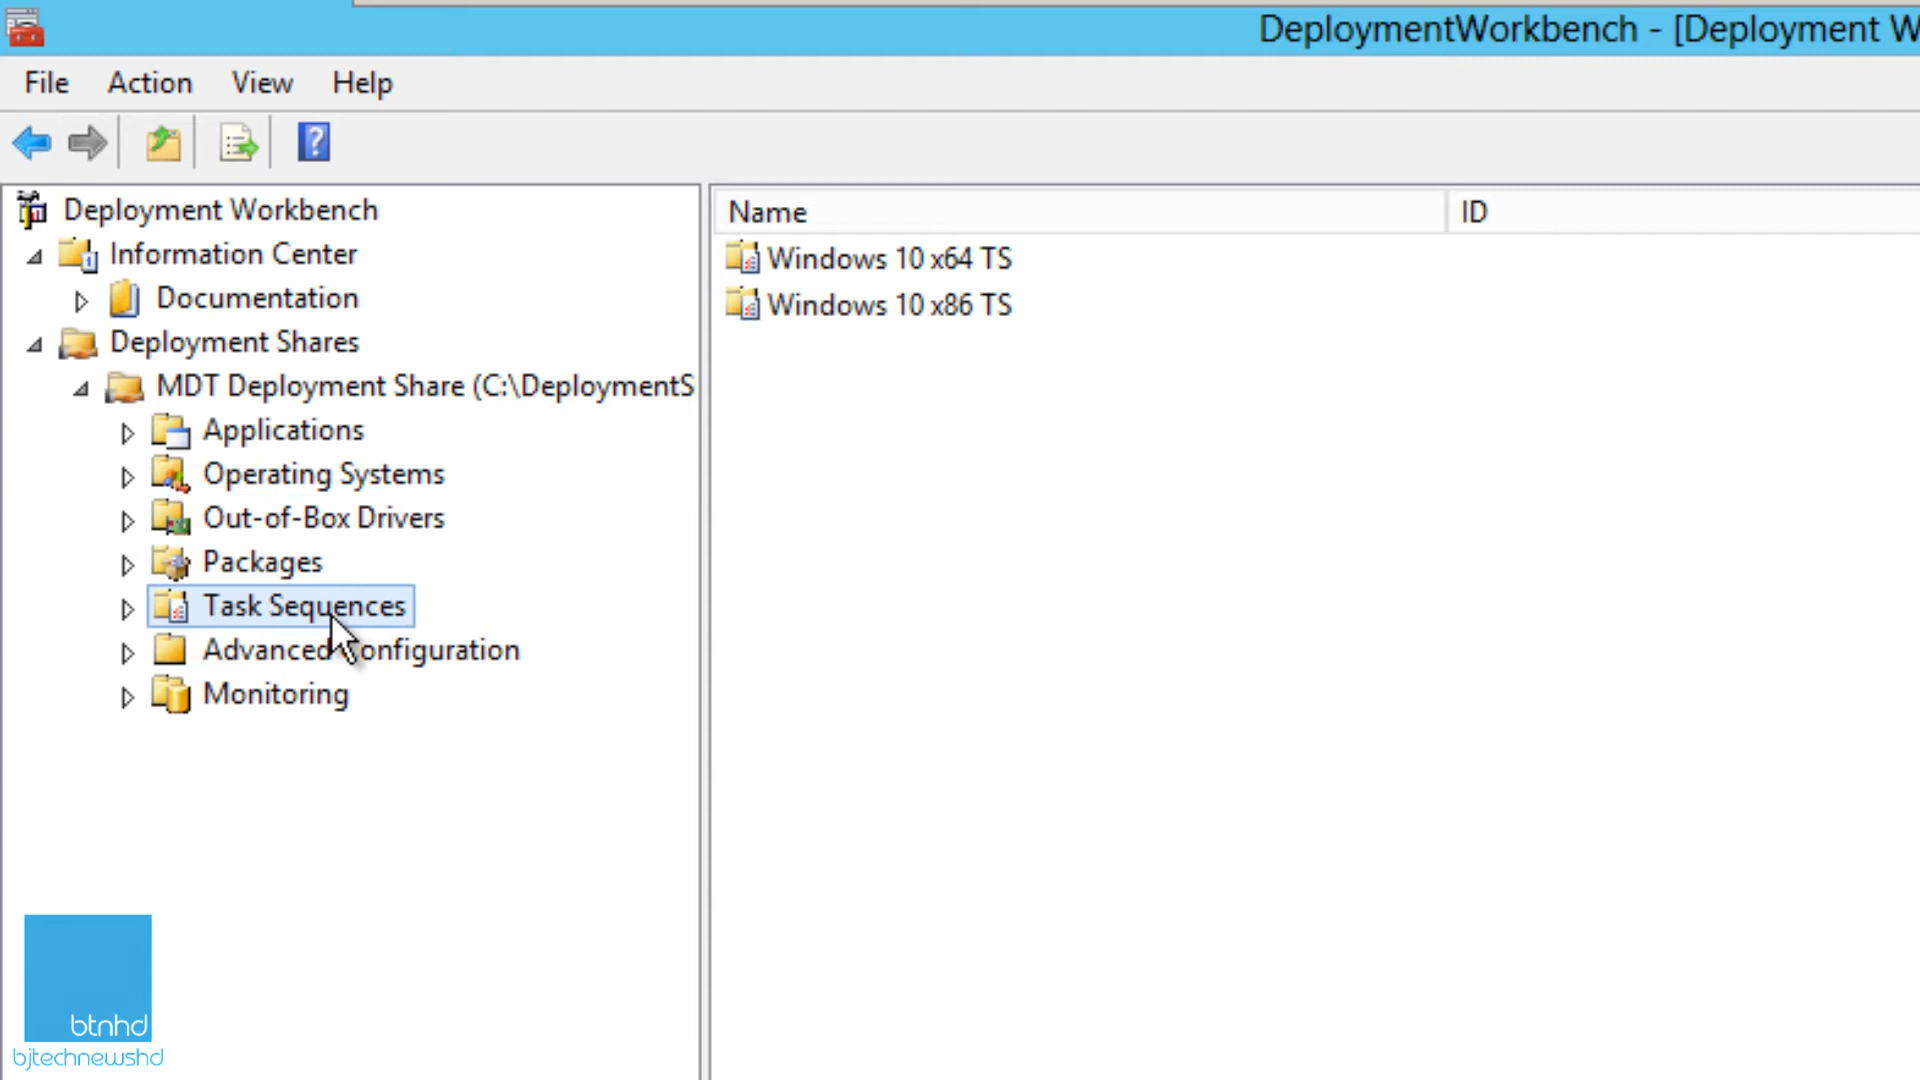 DeploymentWorkbench - [Deployment W
File Action View Help
Deployment Workbench
Information Center
Documentation
Deployment Shares
MDT Deployment Share (C:\DeploymentS
Applications
Operating Systems
Out-of-Box Drivers
Packages
Task Sequences
Advanced Configuration
Monitoring
Name ID
Windows 10 x64 TS
Windows 10 x86 TS
btnhd
bjtechnewshd